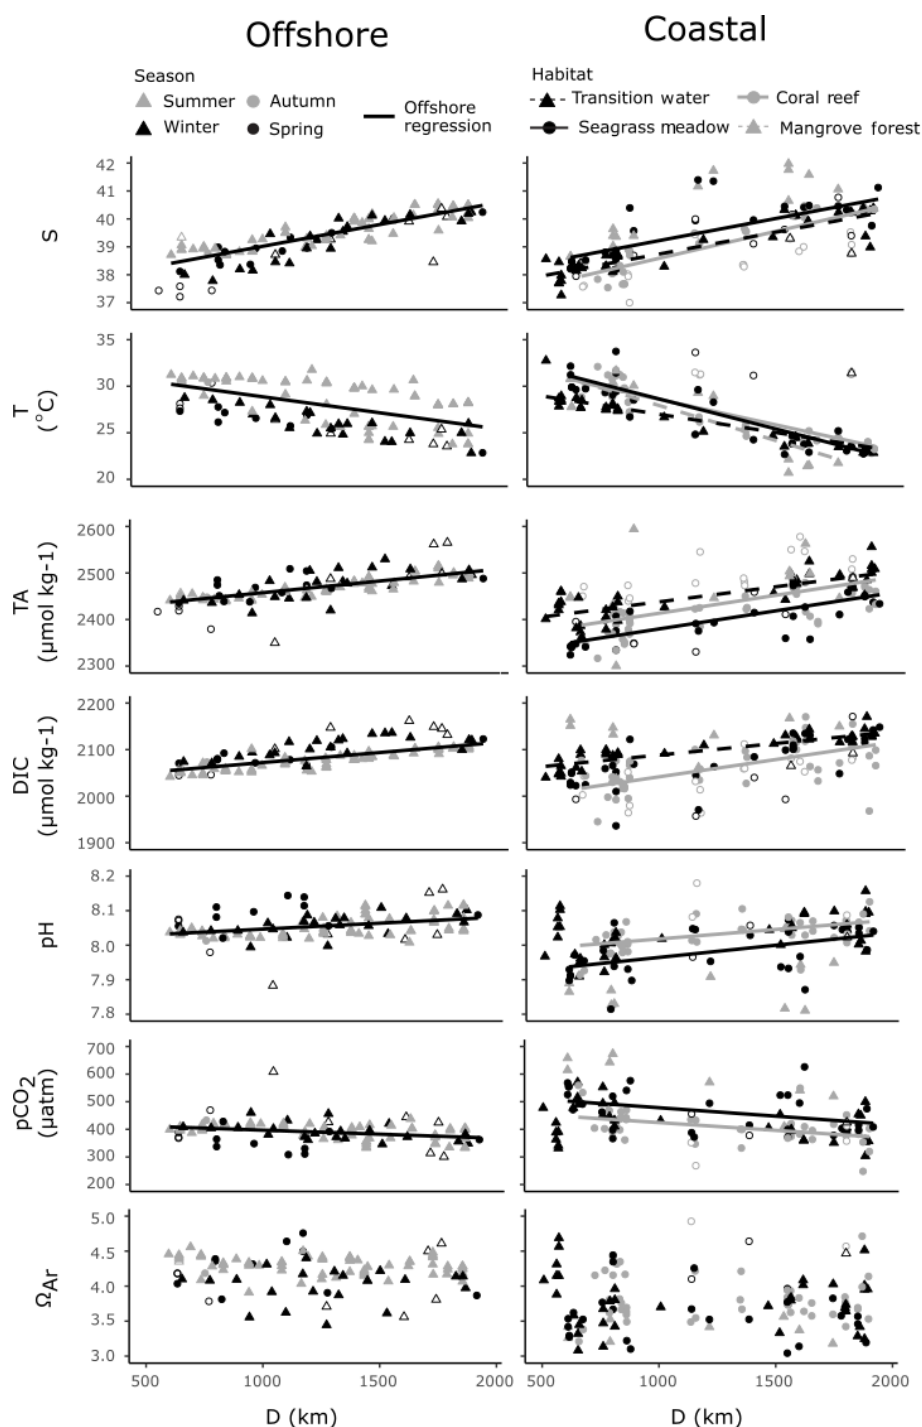 Offshore
Coastal
Season
Summer
Autumn
Winter
Spring
Offshore
regression
Habitat
Transition water
Coral reef
Seagrass meadow
Mangrove forest
S
42
41
40
39
38
37
T
(°C)
35
30
25
20
TA
(µmol kg-1)
2600
2500
2400
2300
DIC
(µmol kg-1)
2200
2100
2000
1900
pH
8.2
8.1
8.0
7.9
7.8
pCO2
(µatm)
700
600
500
400
300
200
ΩAr
5.0
4.5
4.0
3.5
3.0
500 1000 1500 2000
500 1000 1500 2000
D (km)
D (km)